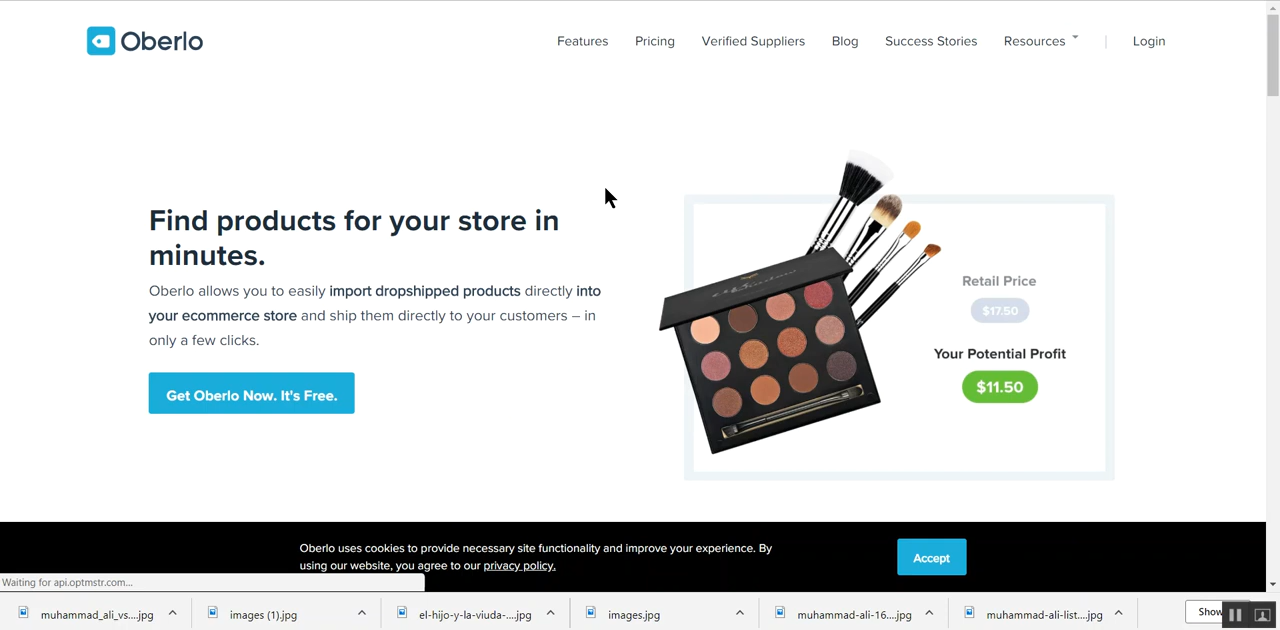 Oberlo
Features Pricing Verified Suppliers Blog Success Stories Resources Login
Find products for your store in
minutes.
Oberlo allows you to easily import dropshipped products directly into
your ecommerce store and ship them directly to your customers – in
only a few clicks.
Get Oberlo Now. It's Free.
Retail Price
$17.50
Your Potential Profit
$11.50
Oberlo uses cookies to provide necessary site functionality and improve your experience. By
using our website, you agree to our privacy policy.
Accept
Waiting for api.optmstr.com...
muhammad_ali_vs....jpg images (1).jpg el-hijo-y-la-viuda-....jpg images.jpg muhammad-ali-16....jpg muhammad-ali-list....jpg Show